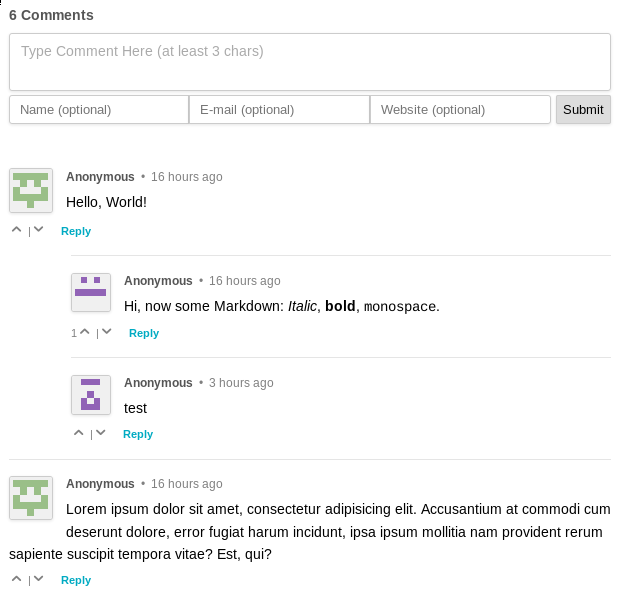 6 Comments
Type Comment Here (at least 3 chars)
Name (optional) E-mail (optional) Website (optional) Submit
Anonymous • 16 hours ago
Hello, World!
| Reply
Anonymous • 16 hours ago
Hi, now some Markdown: Italic, bold, monospace.
1 | Reply
Anonymous • 3 hours ago
test
| Reply
Anonymous • 16 hours ago
Lorem ipsum dolor sit amet, consectetur adipisicing elit. Accusantium at commodi cum
deserunt dolore, error fugiat harum incidunt, ipsa ipsum mollitia nam provident rerum
sapiente suscipit tempora vitae? Est, qui?
| Reply